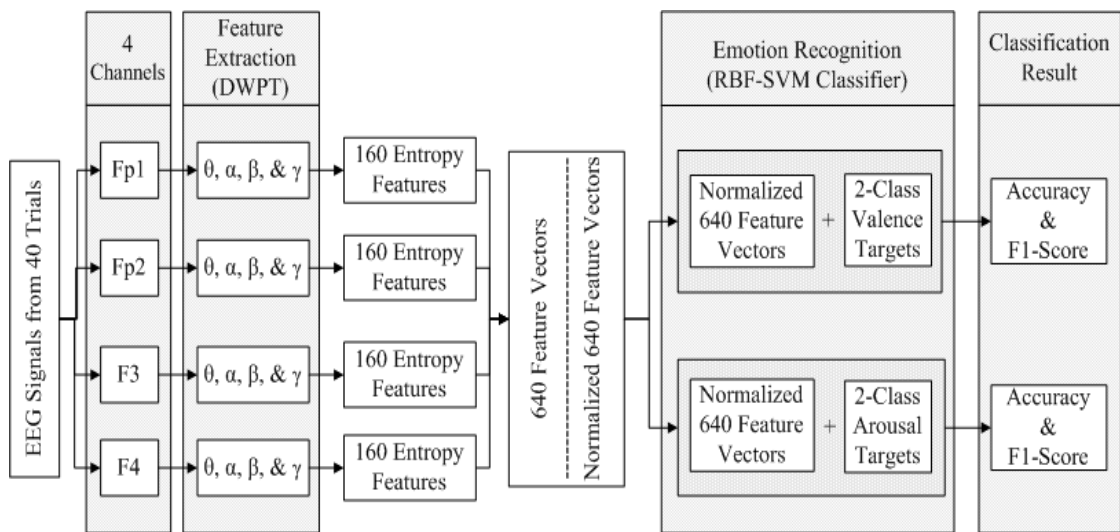 4
Channels
Feature
Extraction
(DWPT)
Emotion Recognition
(RBF-SVM Classifier)
Classification
Result
EEG Signals from 40 Trials
Fp1
θ, α, β, & γ
160 Entropy
Features
Fp2
θ, α, β, & γ
160 Entropy
Features
F3
θ, α, β, & γ
160 Entropy
Features
F4
θ, α, β, & γ
160 Entropy
Features
640 Feature Vectors
Normalized 640 Feature Vectors
Normalized
640 Feature
Vectors
+
2-Class
Valence
Targets
Accuracy
&
F1-Score
Normalized
640 Feature
Vectors
+
2-Class
Arousal
Targets
Accuracy
&
F1-Score